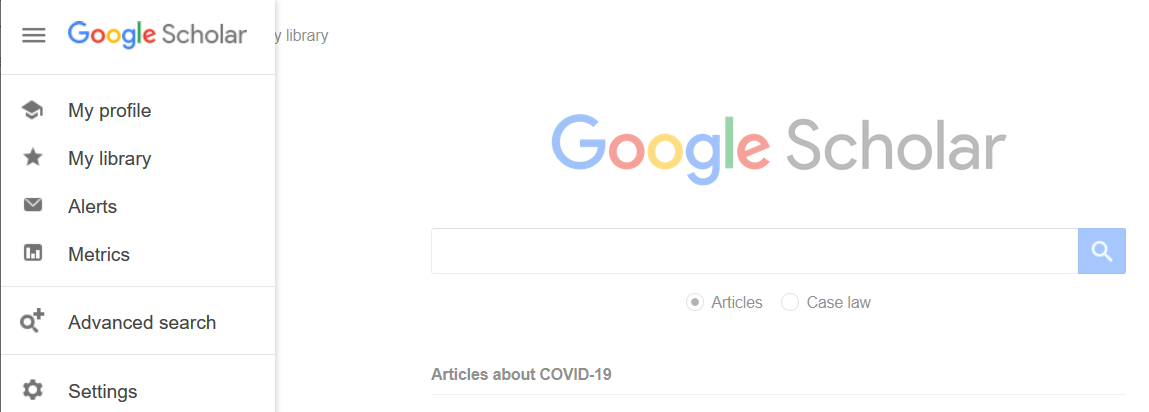 Google Scholar
y library
My profile
My library
Alerts
Metrics
Advanced search
Settings
Google Scholar
Articles Case law
Articles about COVID-19